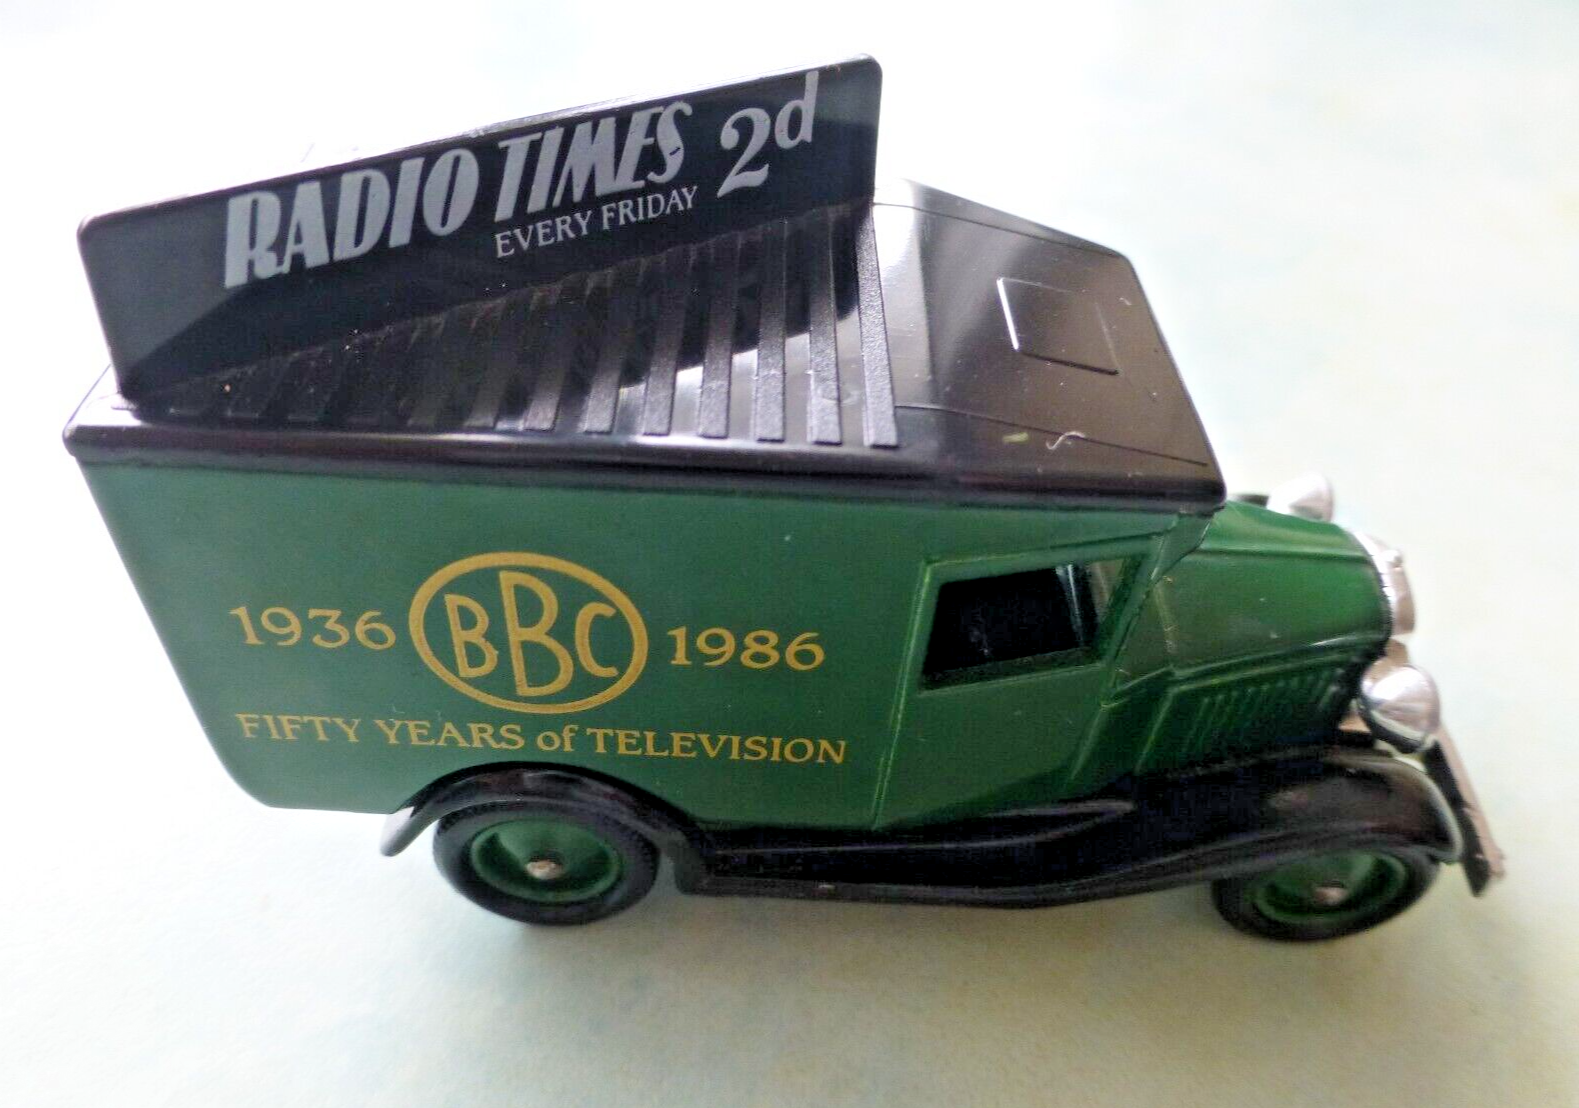 RADIO TIMES 2d
EVERY FRIDAY
1936 BBC 1986
FIFTY YEARS of TELEVISION